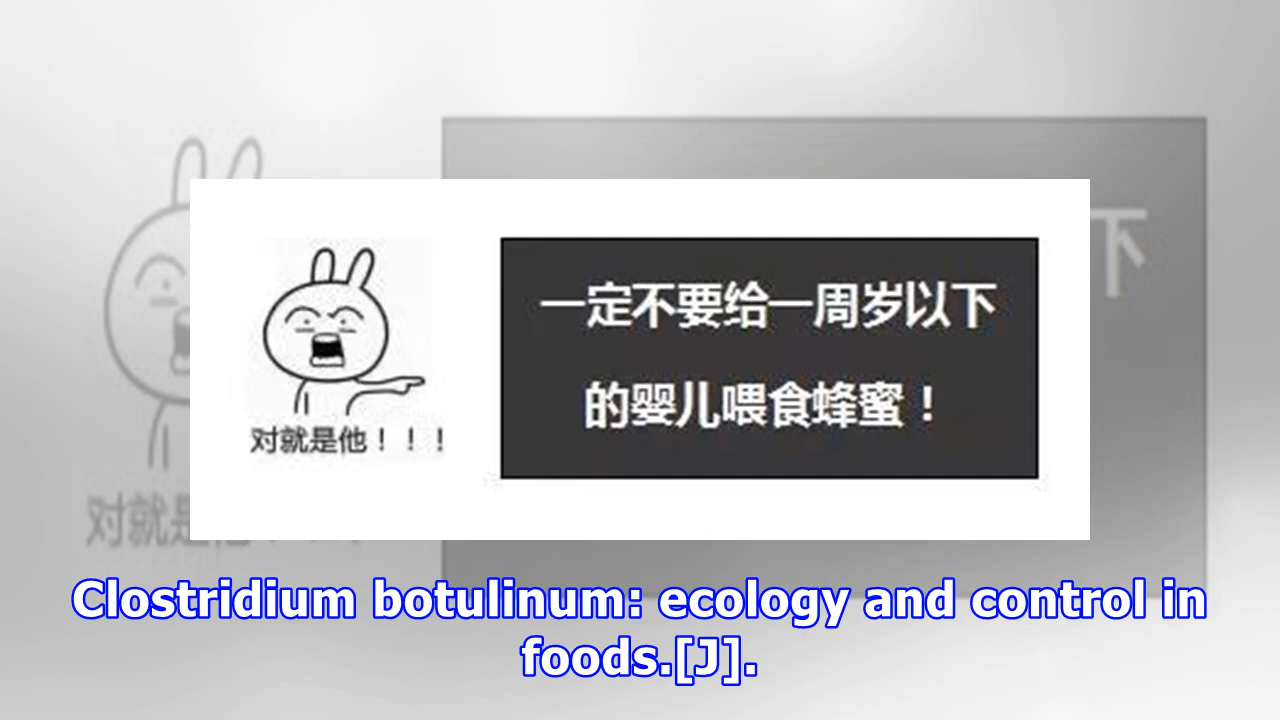 一定不要给一周岁以下
的婴儿喂食蜂蜜！
对就是他！！！
Clostridium botulinum: ecology and control in
foods.[J].